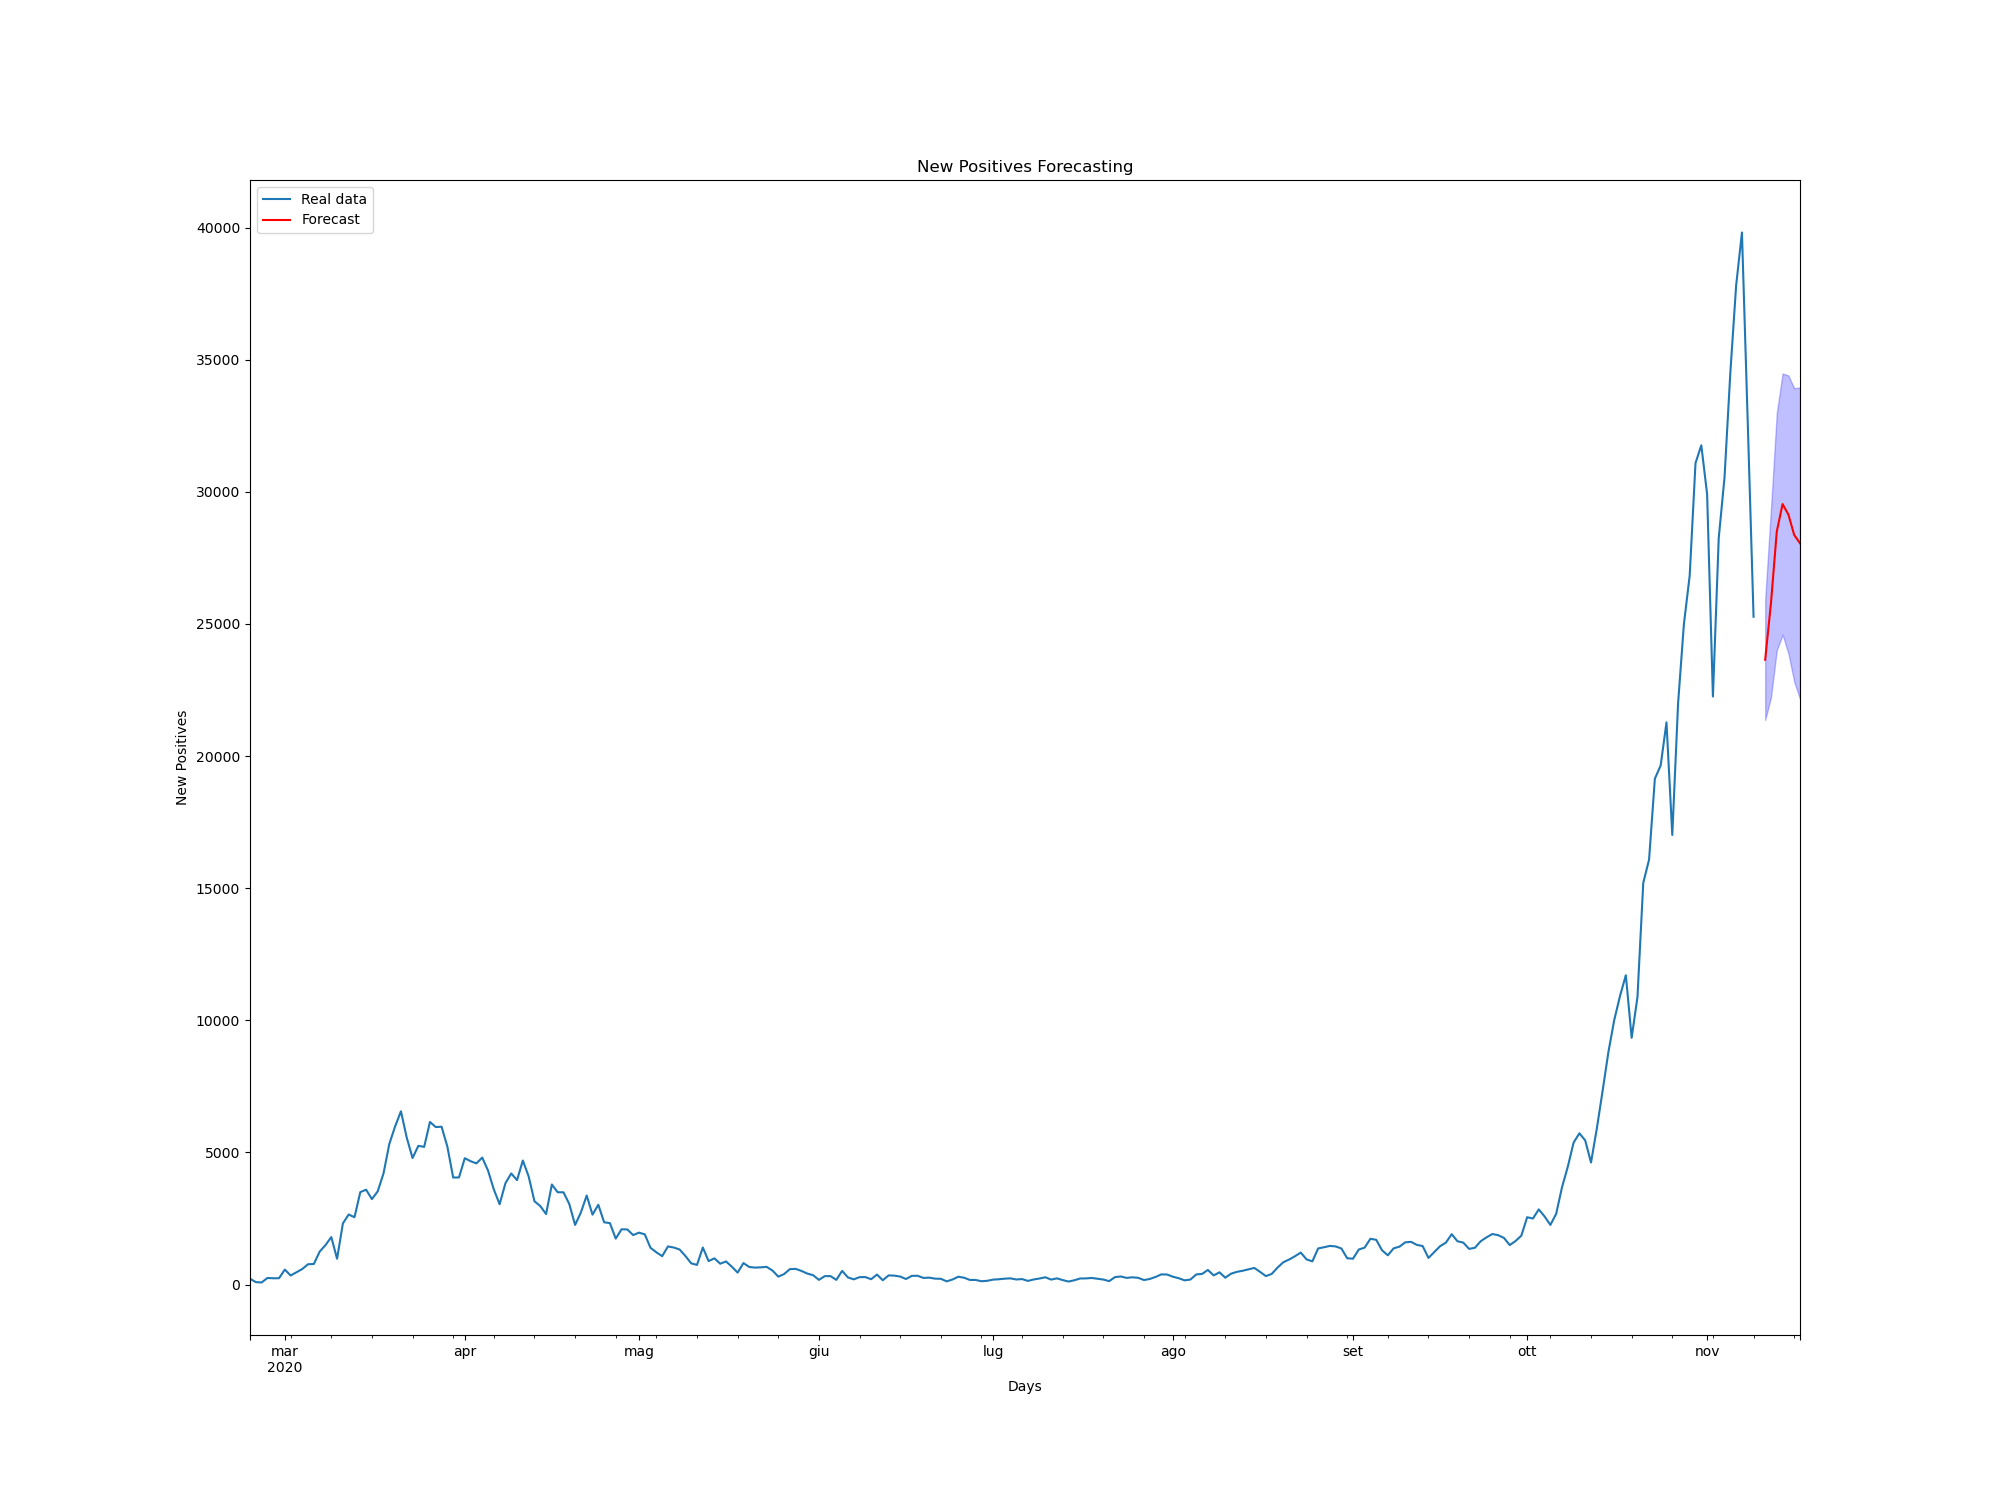 New Positives Forecasting
Real data
Forecast
40000
35000
30000
25000
20000
15000
10000
5000
0
New Positives
mar apr mag giu lug ago set ott nov
2020
Days